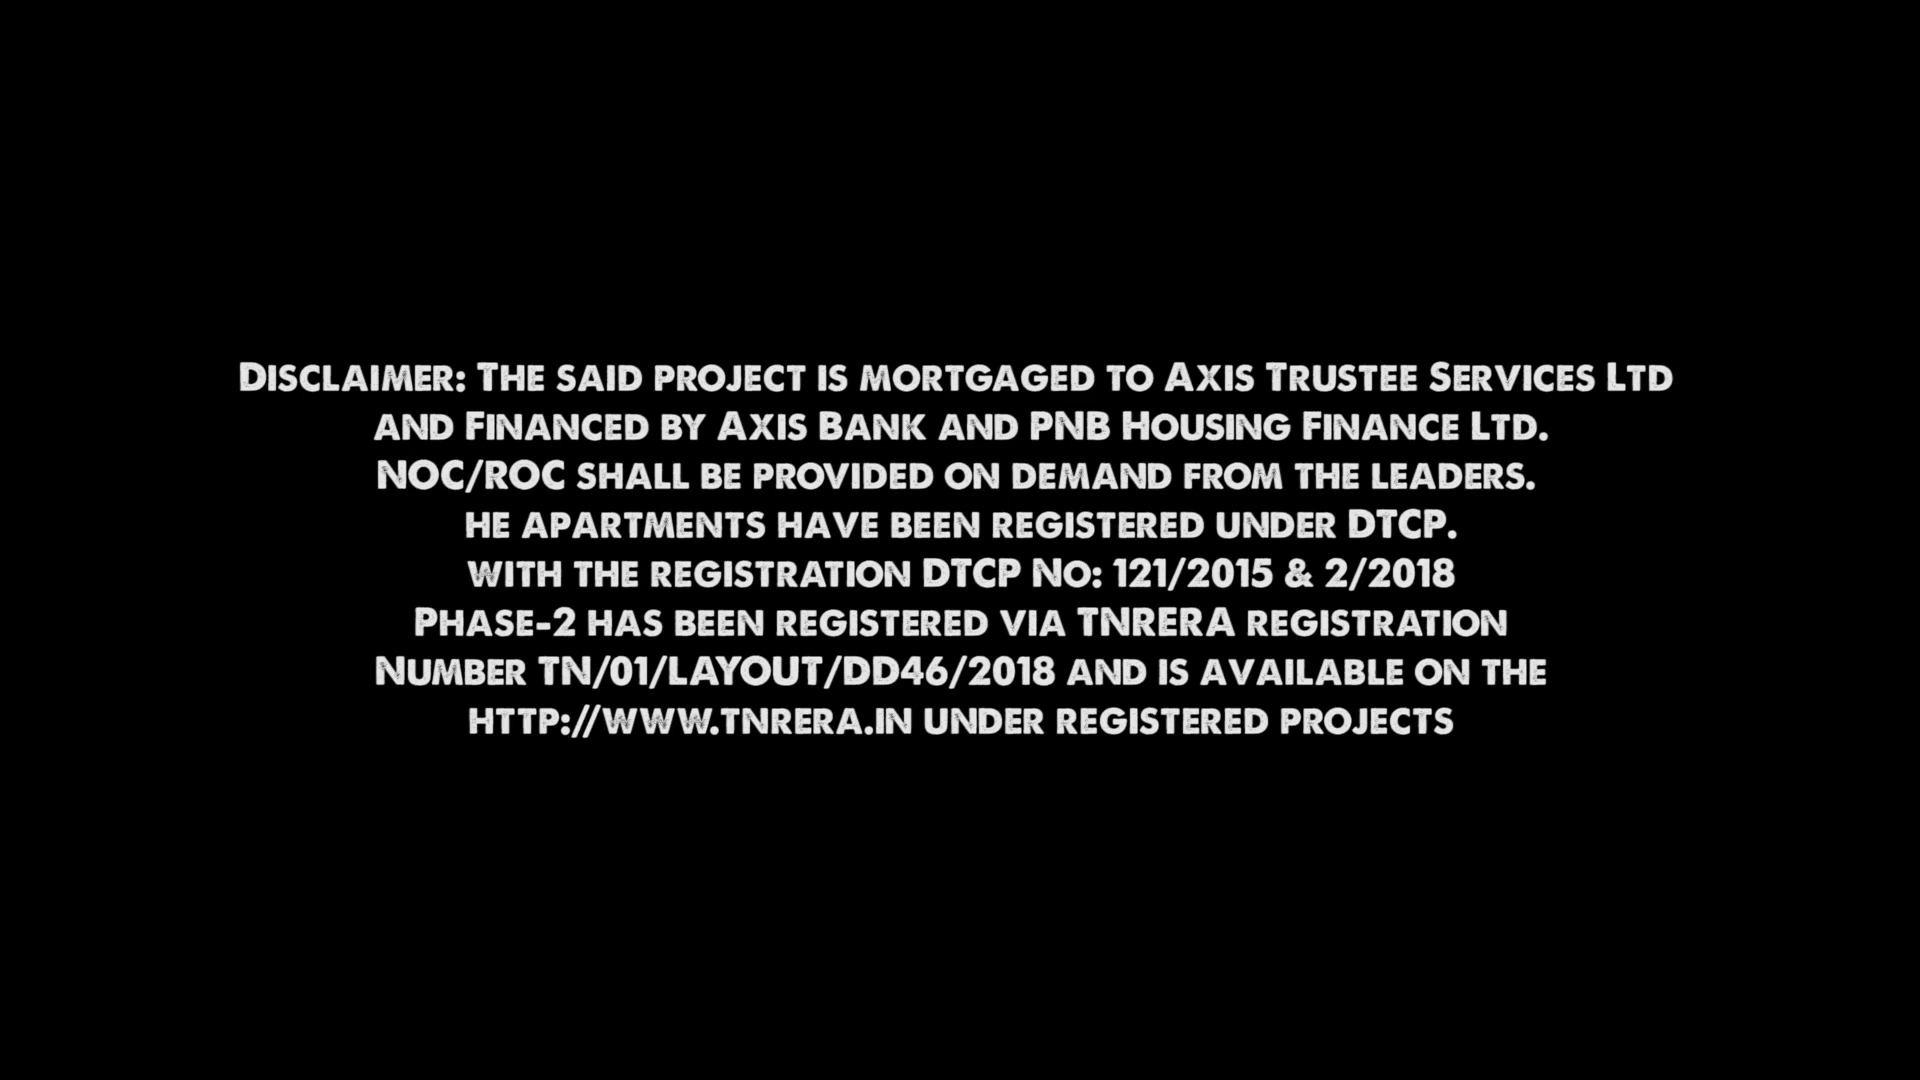 Disclaimer: The said project is mortgaged to Axis Trustee Services Ltd
and Financed by Axis Bank and PNB Housing Finance Ltd.
NOC/ROC shall be provided on demand from the leaders.
he apartments have been registered under DTCP.
with the registration DTCP No: 121/2015 & 2/2018
Phase-2 has been registered via TNRERA registration
Number TN/01/LAYOUT/DD46/2018 and is available on the
http://www.tnrera.in under registered projects